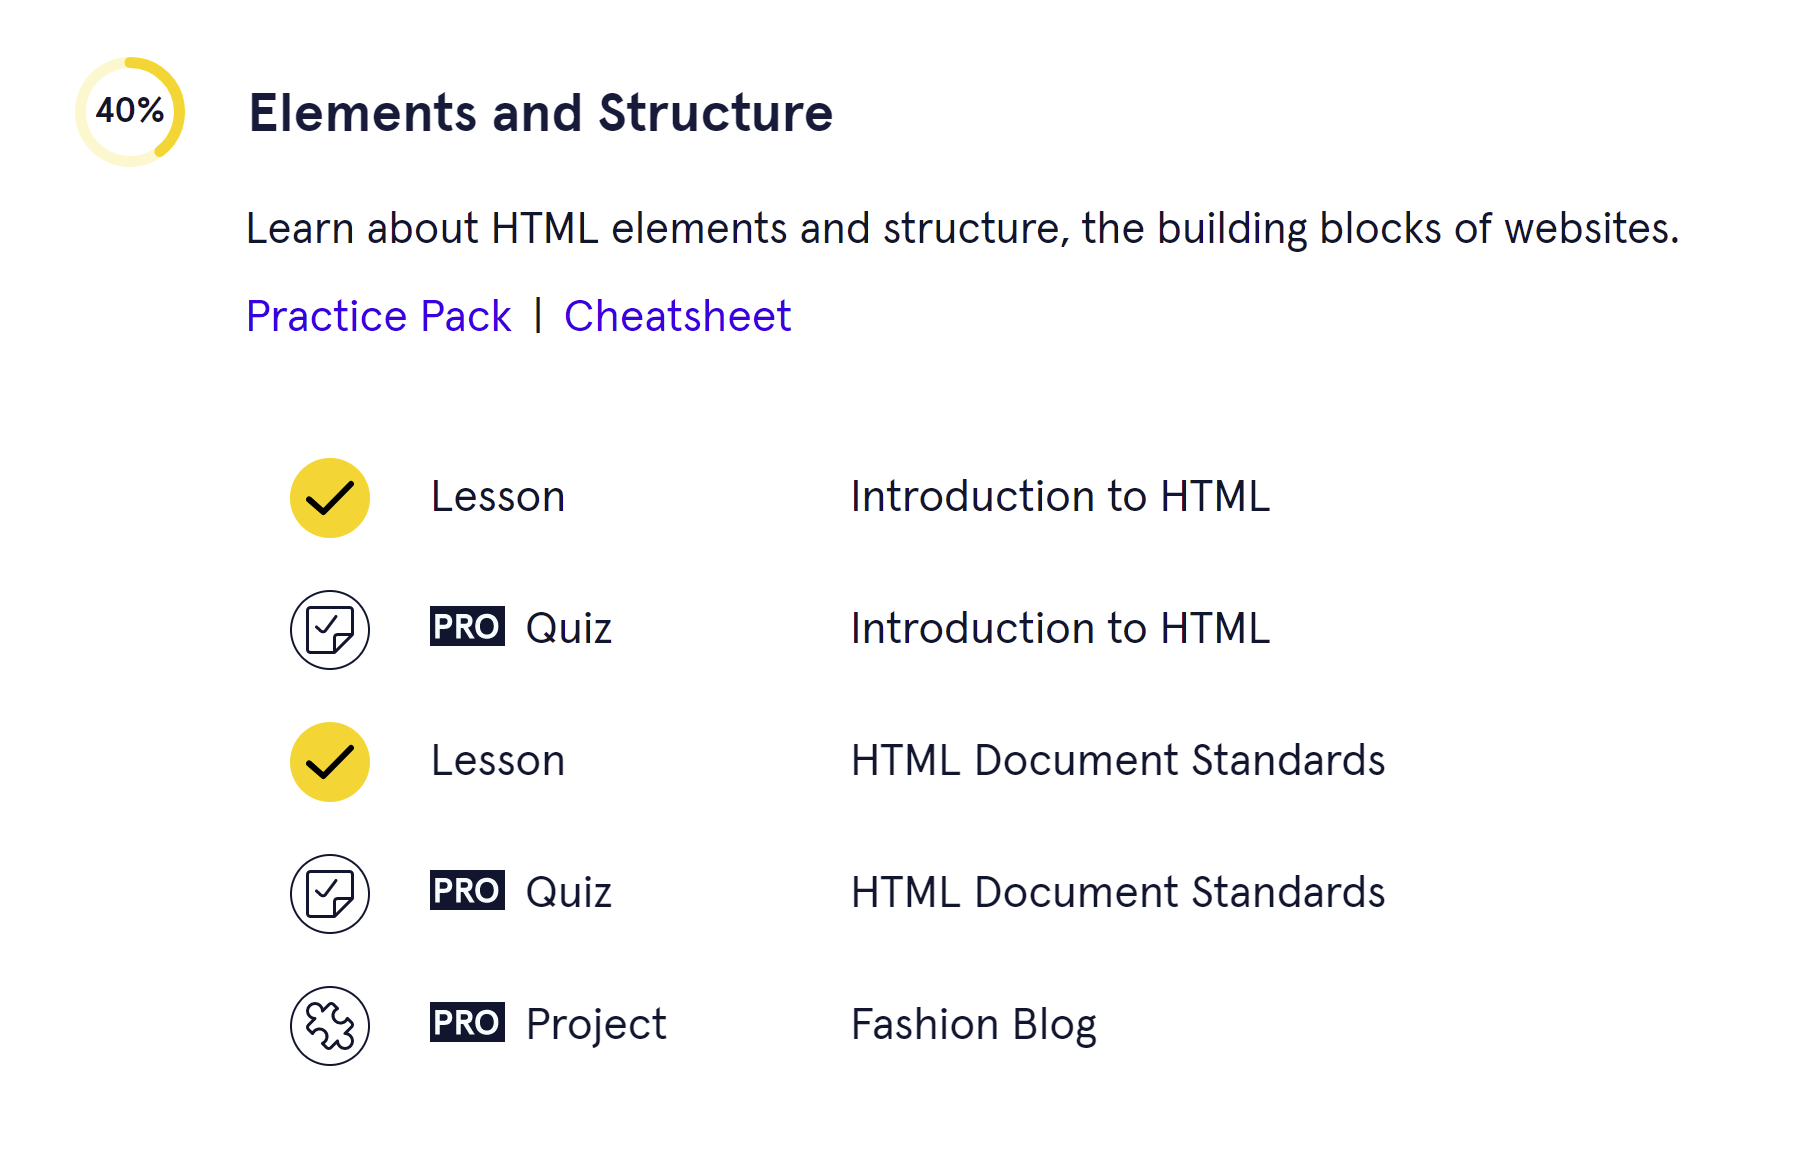 40%
Elements and Structure
Learn about HTML elements and structure, the building blocks of websites.
Practice Pack | Cheatsheet
Lesson Introduction to HTML
PRO Quiz Introduction to HTML
Lesson HTML Document Standards
PRO Quiz HTML Document Standards
PRO Project Fashion Blog